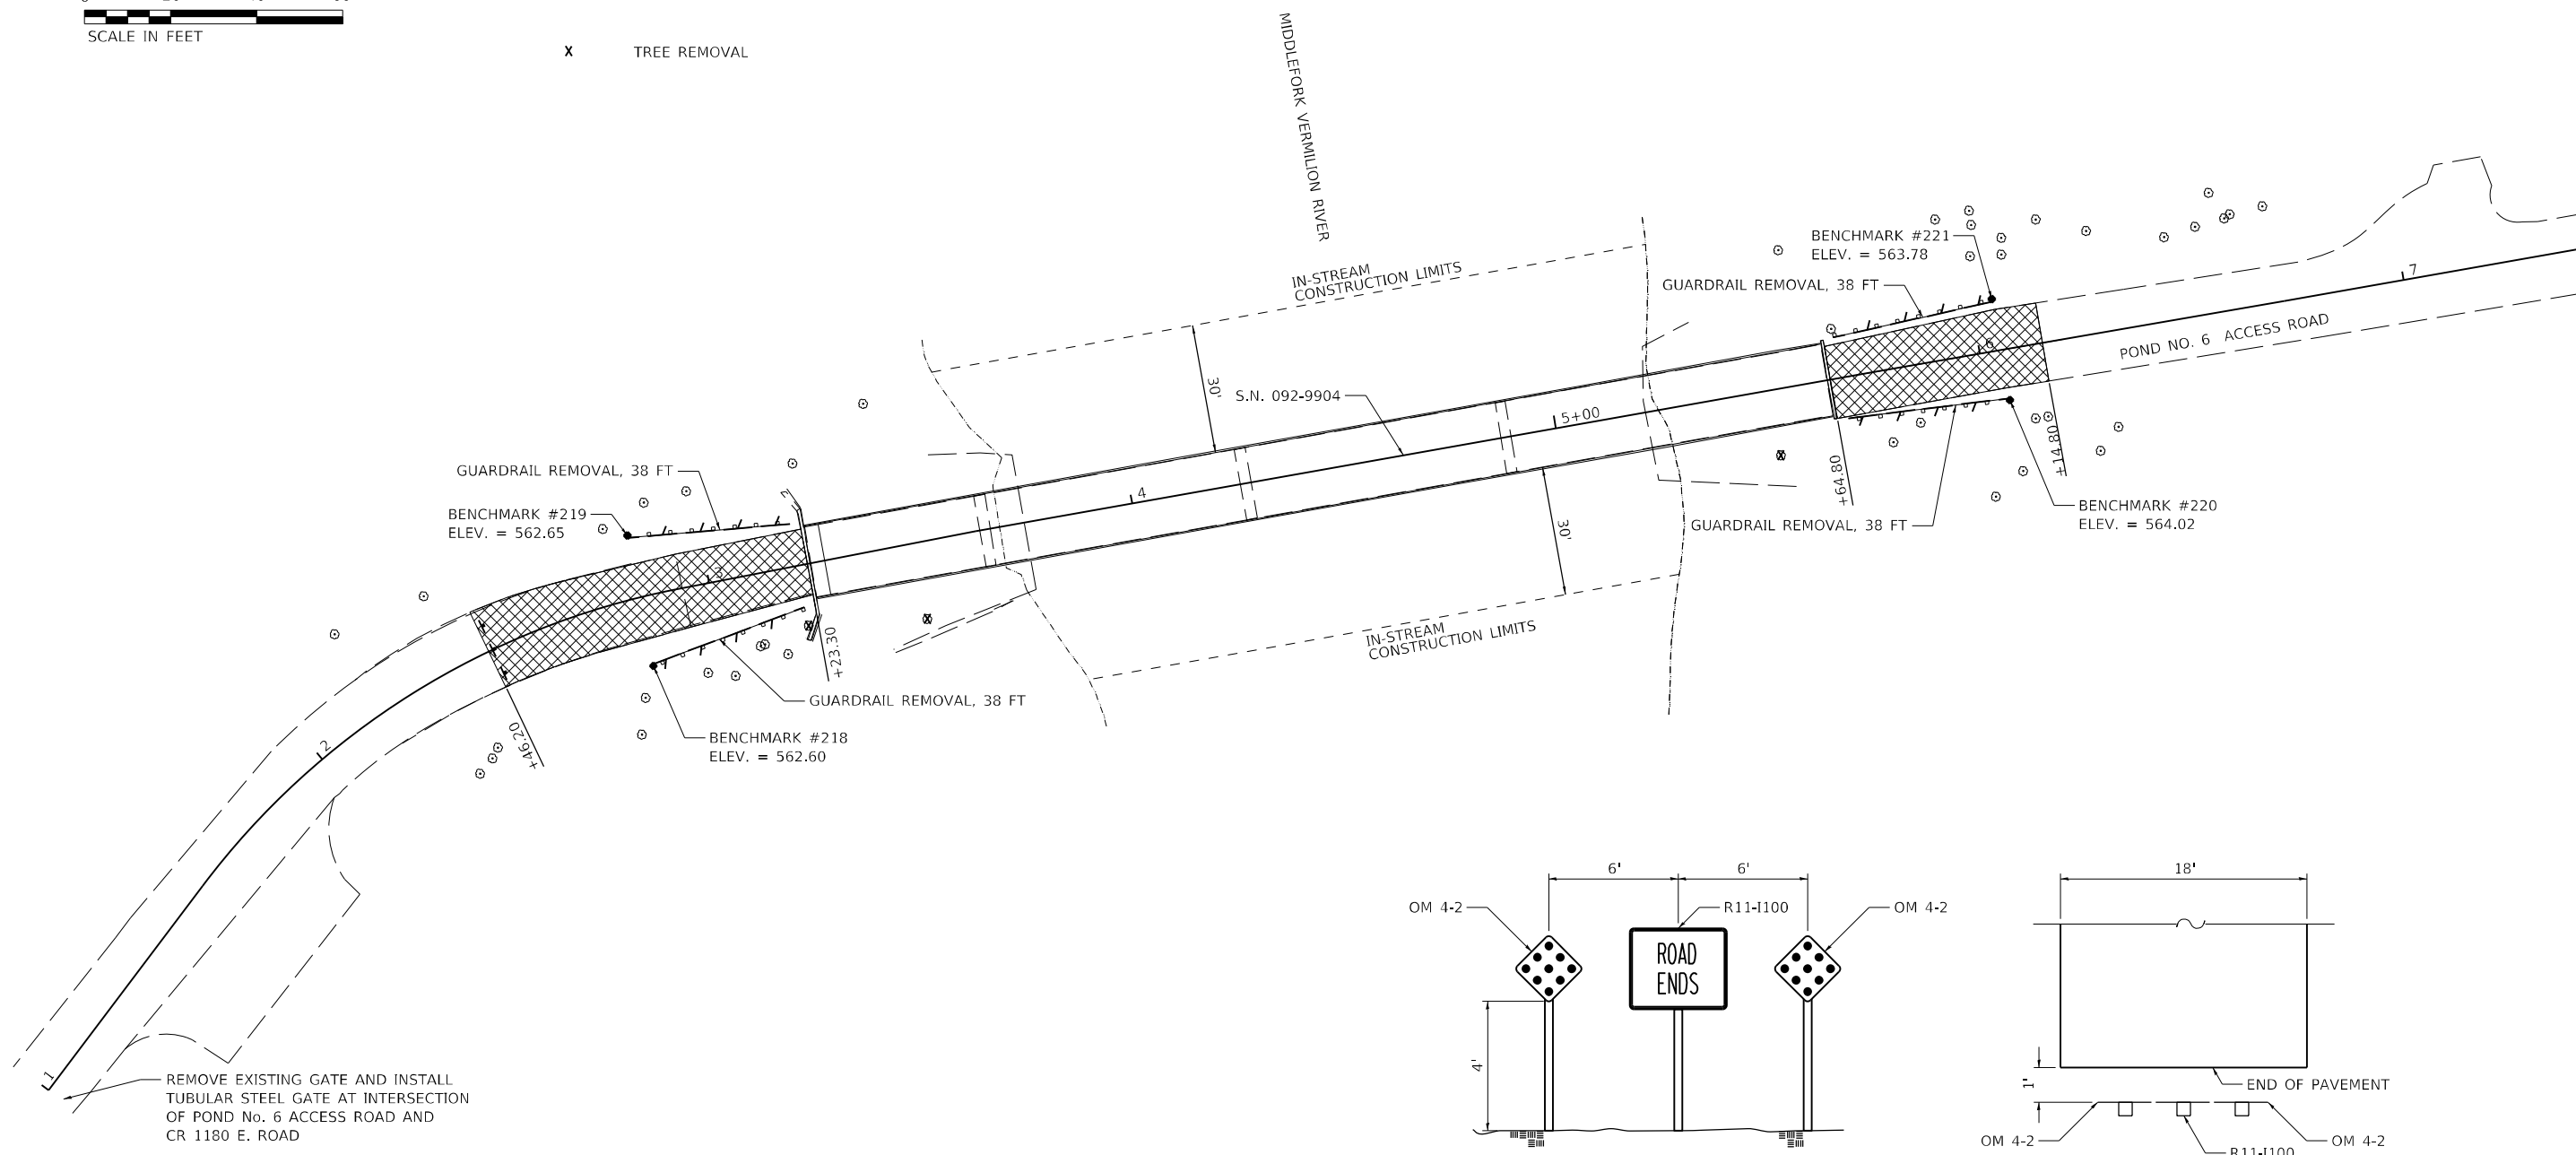 SCALE IN FEET
X TREE REMOVAL
MIDDLEFORK VERMILION RIVER
IN-STREAM
CONSTRUCTION LIMITS
BENCHMARK #221
ELEV. = 563.78
GUARDRAIL REMOVAL, 38 FT
7
6
POND NO. 6 ACCESS ROAD
30'
S.N. 092-9904
5+00
4
+64.80
+14.80
GUARDRAIL REMOVAL, 38 FT
BENCHMARK #220
ELEV. = 564.02
GUARDRAIL REMOVAL, 38 FT
BENCHMARK #219
ELEV. = 562.65
3
30'
IN-STREAM
CONSTRUCTION LIMITS
+23.30
GUARDRAIL REMOVAL, 38 FT
BENCHMARK #218
ELEV. = 562.60
+46.20
2
1
REMOVE EXISTING GATE AND INSTALL
TUBULAR STEEL GATE AT INTERSECTION
OF POND No. 6 ACCESS ROAD AND
CR 1180 E. ROAD
6'
6'
OM 4-2
R11-I100
OM 4-2
ROAD
ENDS
4'
18'
1'
END OF PAVEMENT
OM 4-2
OM 4-2
R11-I100